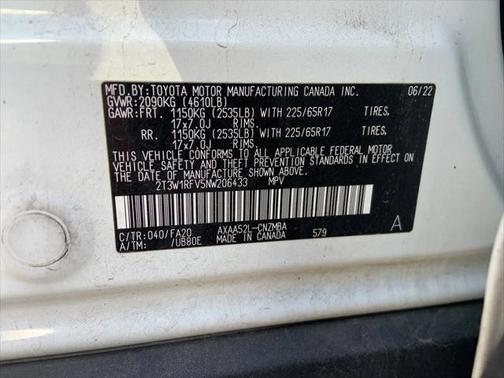 MFD.BY:TOYOTA MOTOR MANUFACTURING CANADA INC. 06/22
GVWR:2090KG (4610LB)
GAWR:FRT. 1150KG (2535LB) WITH 225/65R17 TIRES.
17x7.0J RIMS
RR. 1150KG (2535LB) WITH 225/65R17 TIRES.
17x7.0J RIMS
THIS VEHICLE CONFORMS TO ALL APPLICABLE FEDERAL MOTOR
VEHICLE SAFETY AND THEFT PREVENTION STANDARDS IN EFFECT
ON THE DATE OF MANUFACTURE SHOWN ABOVE.
2T3W1RFV5NW206433 MPV
C/TR:040/FA20 AXAA52L-CNZMBA A
A/TM: /UB80E MADE IN CANADA 579